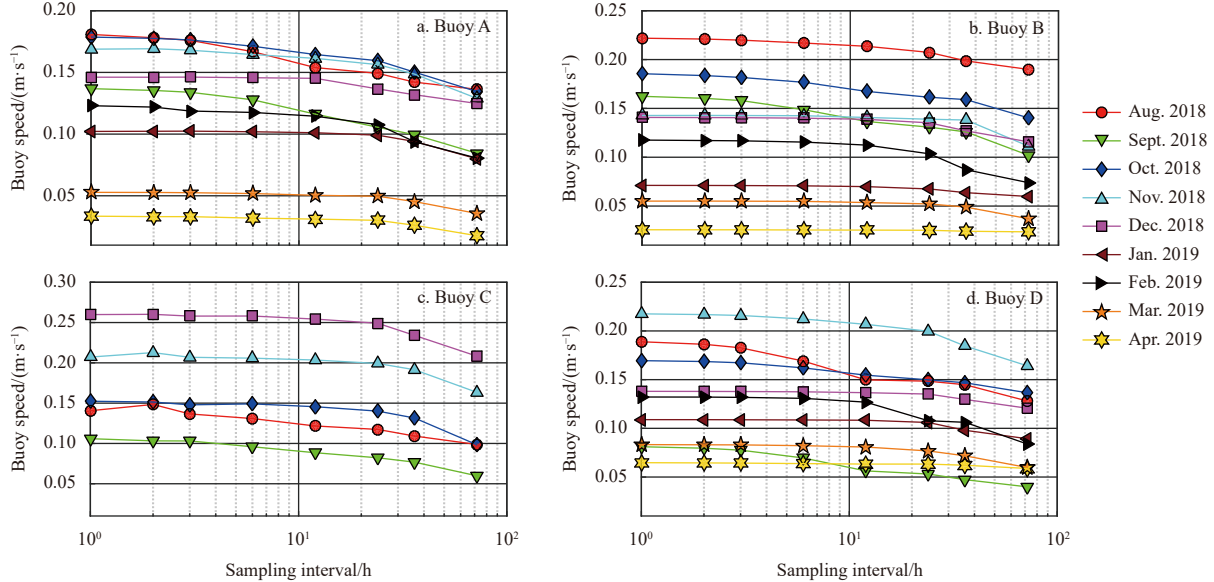 0.20
0.15
0.10
0.05
Buoy speed/(m·s⁻¹)
a. Buoy A
0.25
0.20
0.15
0.10
0.05
Buoy speed/(m·s⁻¹)
b. Buoy B
10⁰
10¹
10²
Aug. 2018
Sept. 2018
Oct. 2018
Nov. 2018
Dec. 2018
Jan. 2019
Feb. 2019
Mar. 2019
Apr. 2019
0.30
0.25
0.20
0.15
0.10
0.05
Buoy speed/(m·s⁻¹)
c. Buoy C
10⁰
10¹
10²
Sampling interval/h
0.20
0.15
0.10
0.05
Buoy speed/(m·s⁻¹)
d. Buoy D
10⁰
10¹
10²
Sampling interval/h